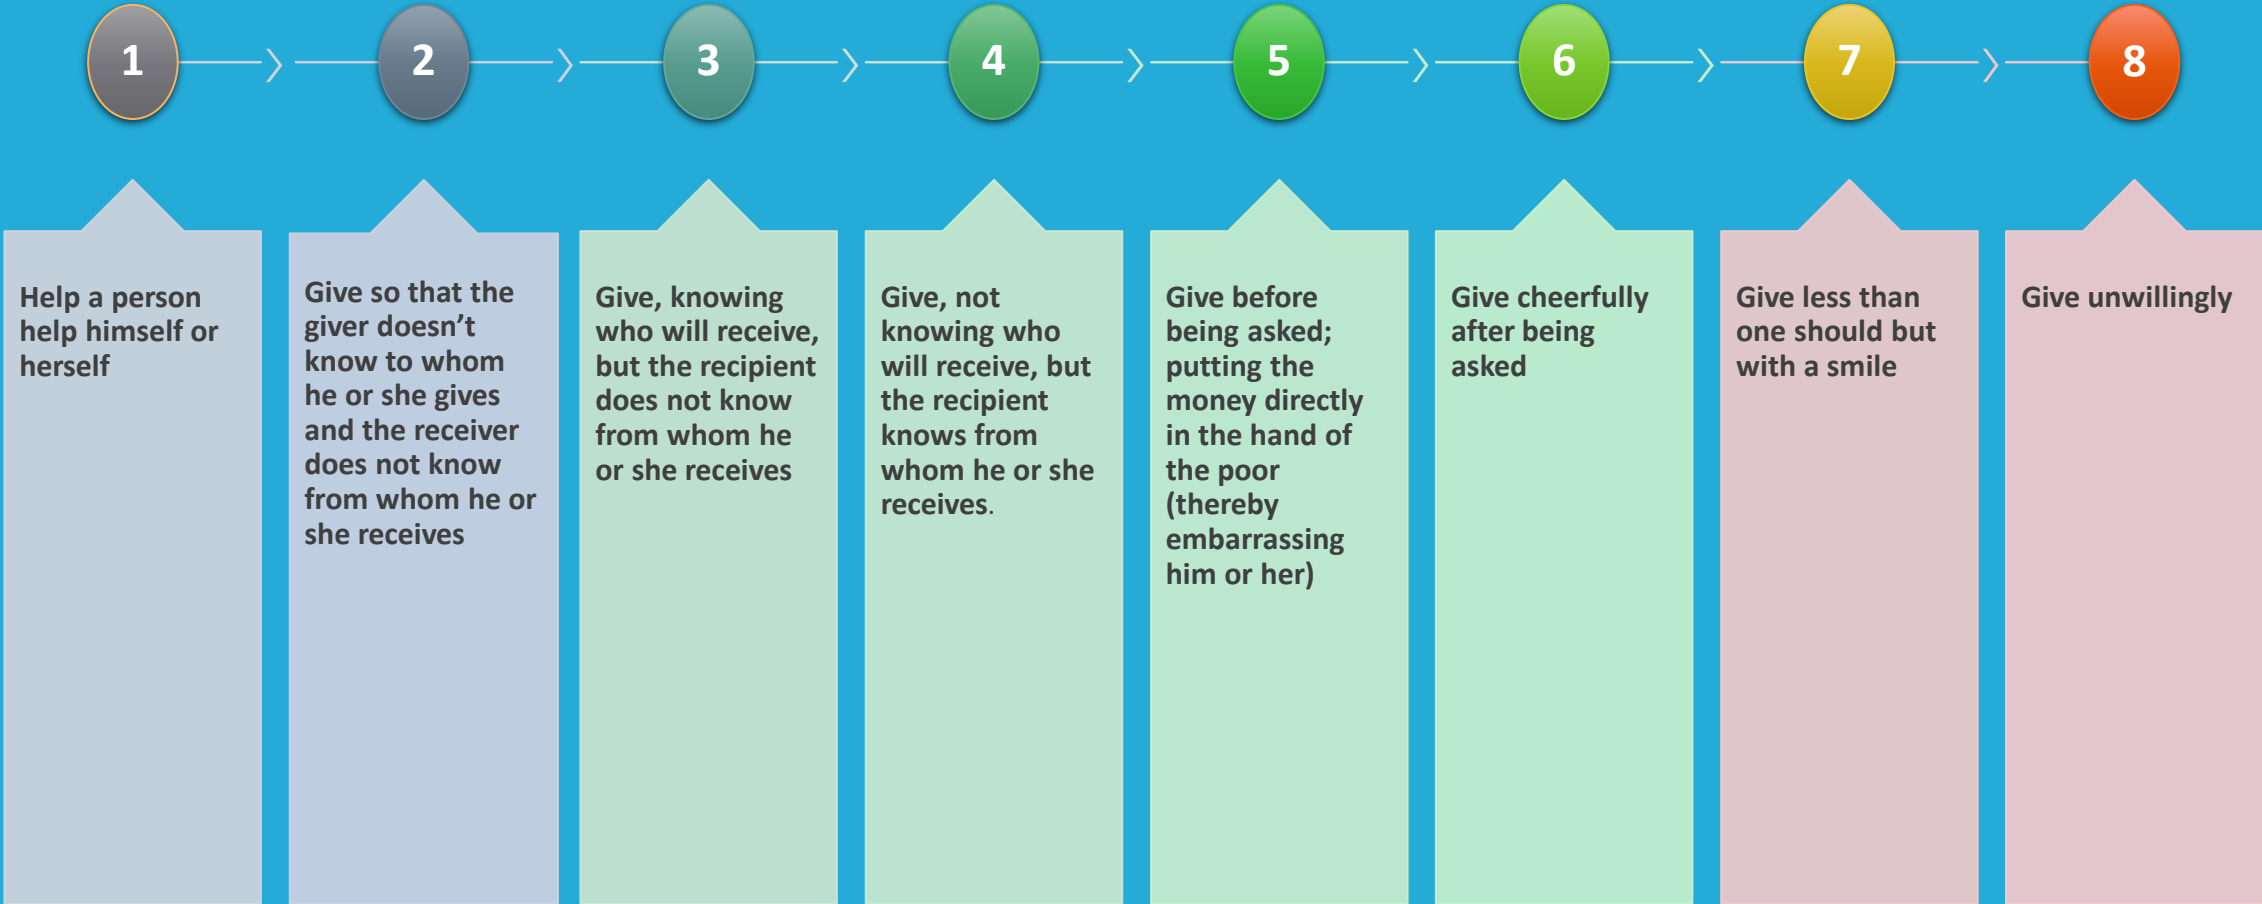 1
2
3
4
5
6
7
8
Help a person
help himself or
herself
Give so that the
giver doesn’t
know to whom
he or she gives
and the receiver
does not know
from whom he or
she receives
Give, knowing
who will receive,
but the recipient
does not know
from whom he
or she receives
Give, not
knowing who
will receive, but
the recipient
knows from
whom he or she
receives.
Give before
being asked;
putting the
money directly
in the hand of
the poor
(thereby
embarrassing
him or her)
Give cheerfully
after being
asked
Give less than
one should but
with a smile
Give unwillingly